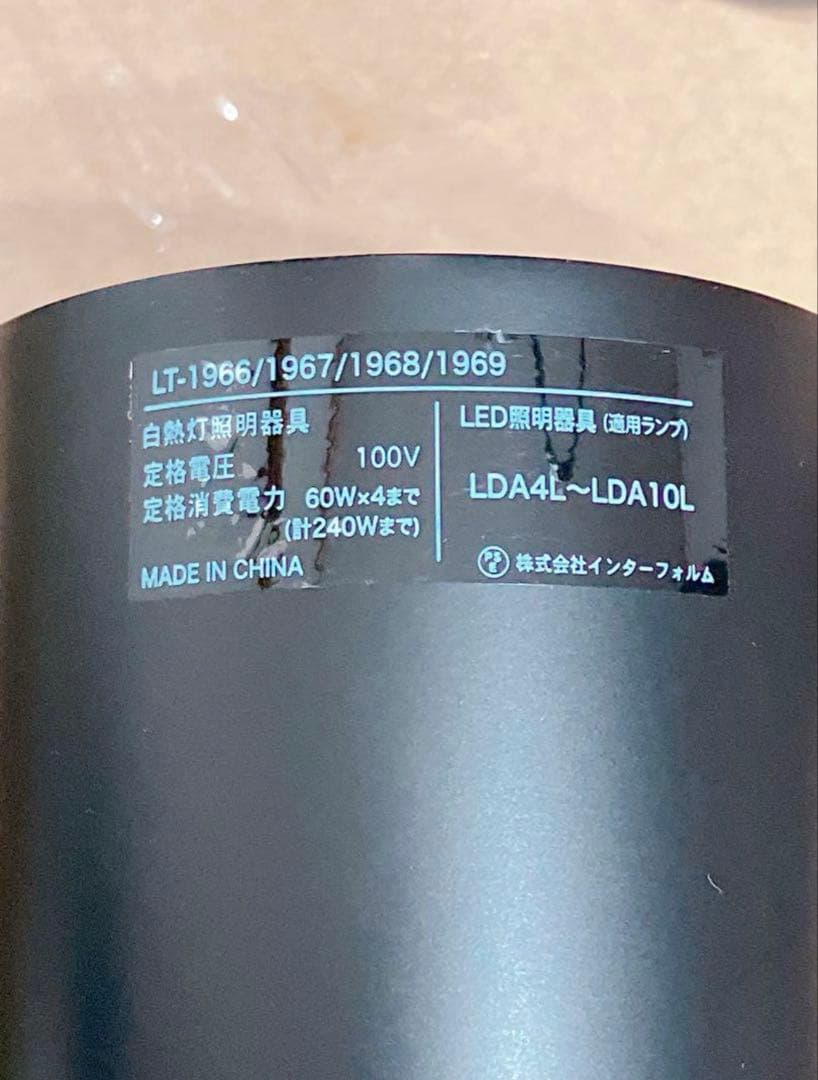 LT-1966/1967/1968/1969
白熱灯照明器具
定格電圧 100V
定格消費電力 60W×4まで
(計240Wまで)
MADE IN CHINA
LED照明器具(適用ランプ)
LDA4L〜LDA10L
PSE 株式会社インターフォルム